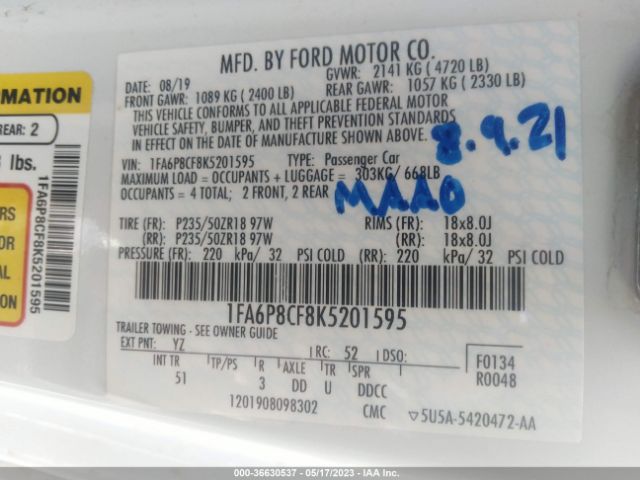 MFD. BY FORD MOTOR CO.
DATE: 08/19
GVWR: 2141 KG ( 4720 LB)
FRONT GAWR: 1089 KG ( 2400 LB)
REAR GAWR: 1057 KG ( 2330 LB)
THIS VEHICLE CONFORMS TO ALL APPLICABLE FEDERAL MOTOR
VEHICLE SAFETY, BUMPER, AND THEFT PREVENTION STANDARDS
IN EFFECT ON THE DATE OF MANUFACTURE SHOWN ABOVE.
8.9.21
VIN: 1FA6P8CF8K5201595 TYPE: Passenger Car
MAXIMUM LOAD = OCCUPANTS + LUGGAGE = 303KG/ 668LB
OCCUPANTS = 4 TOTAL; 2 FRONT, 2 REAR
MAAO
TIRE (FR): P235/50ZR18 97W RIMS (FR): 18x8.0J
(RR): P235/50ZR18 97W (RR): 18x8.0J
PRESSURE (FR): 220 kPa/ 32 PSI COLD (RR): 220 kPa/ 32 PSI COLD
1FA6P8CF8K5201595
TRAILER TOWING - SEE OWNER GUIDE
EXT PNT: YZ RC: 52 DSO:
F0134
R0048
INT TR TP/PS R AXLE TR SPR
51 3 DD U DDCC
1201908098302 CMC ▽5U5A-5420472-AA
RMATION
REAR: 2
lbs.
1FA6P8CF8K5201595
RS
OR
AL
ION
000-36630537 - 05/17/2023 - IAA Inc.